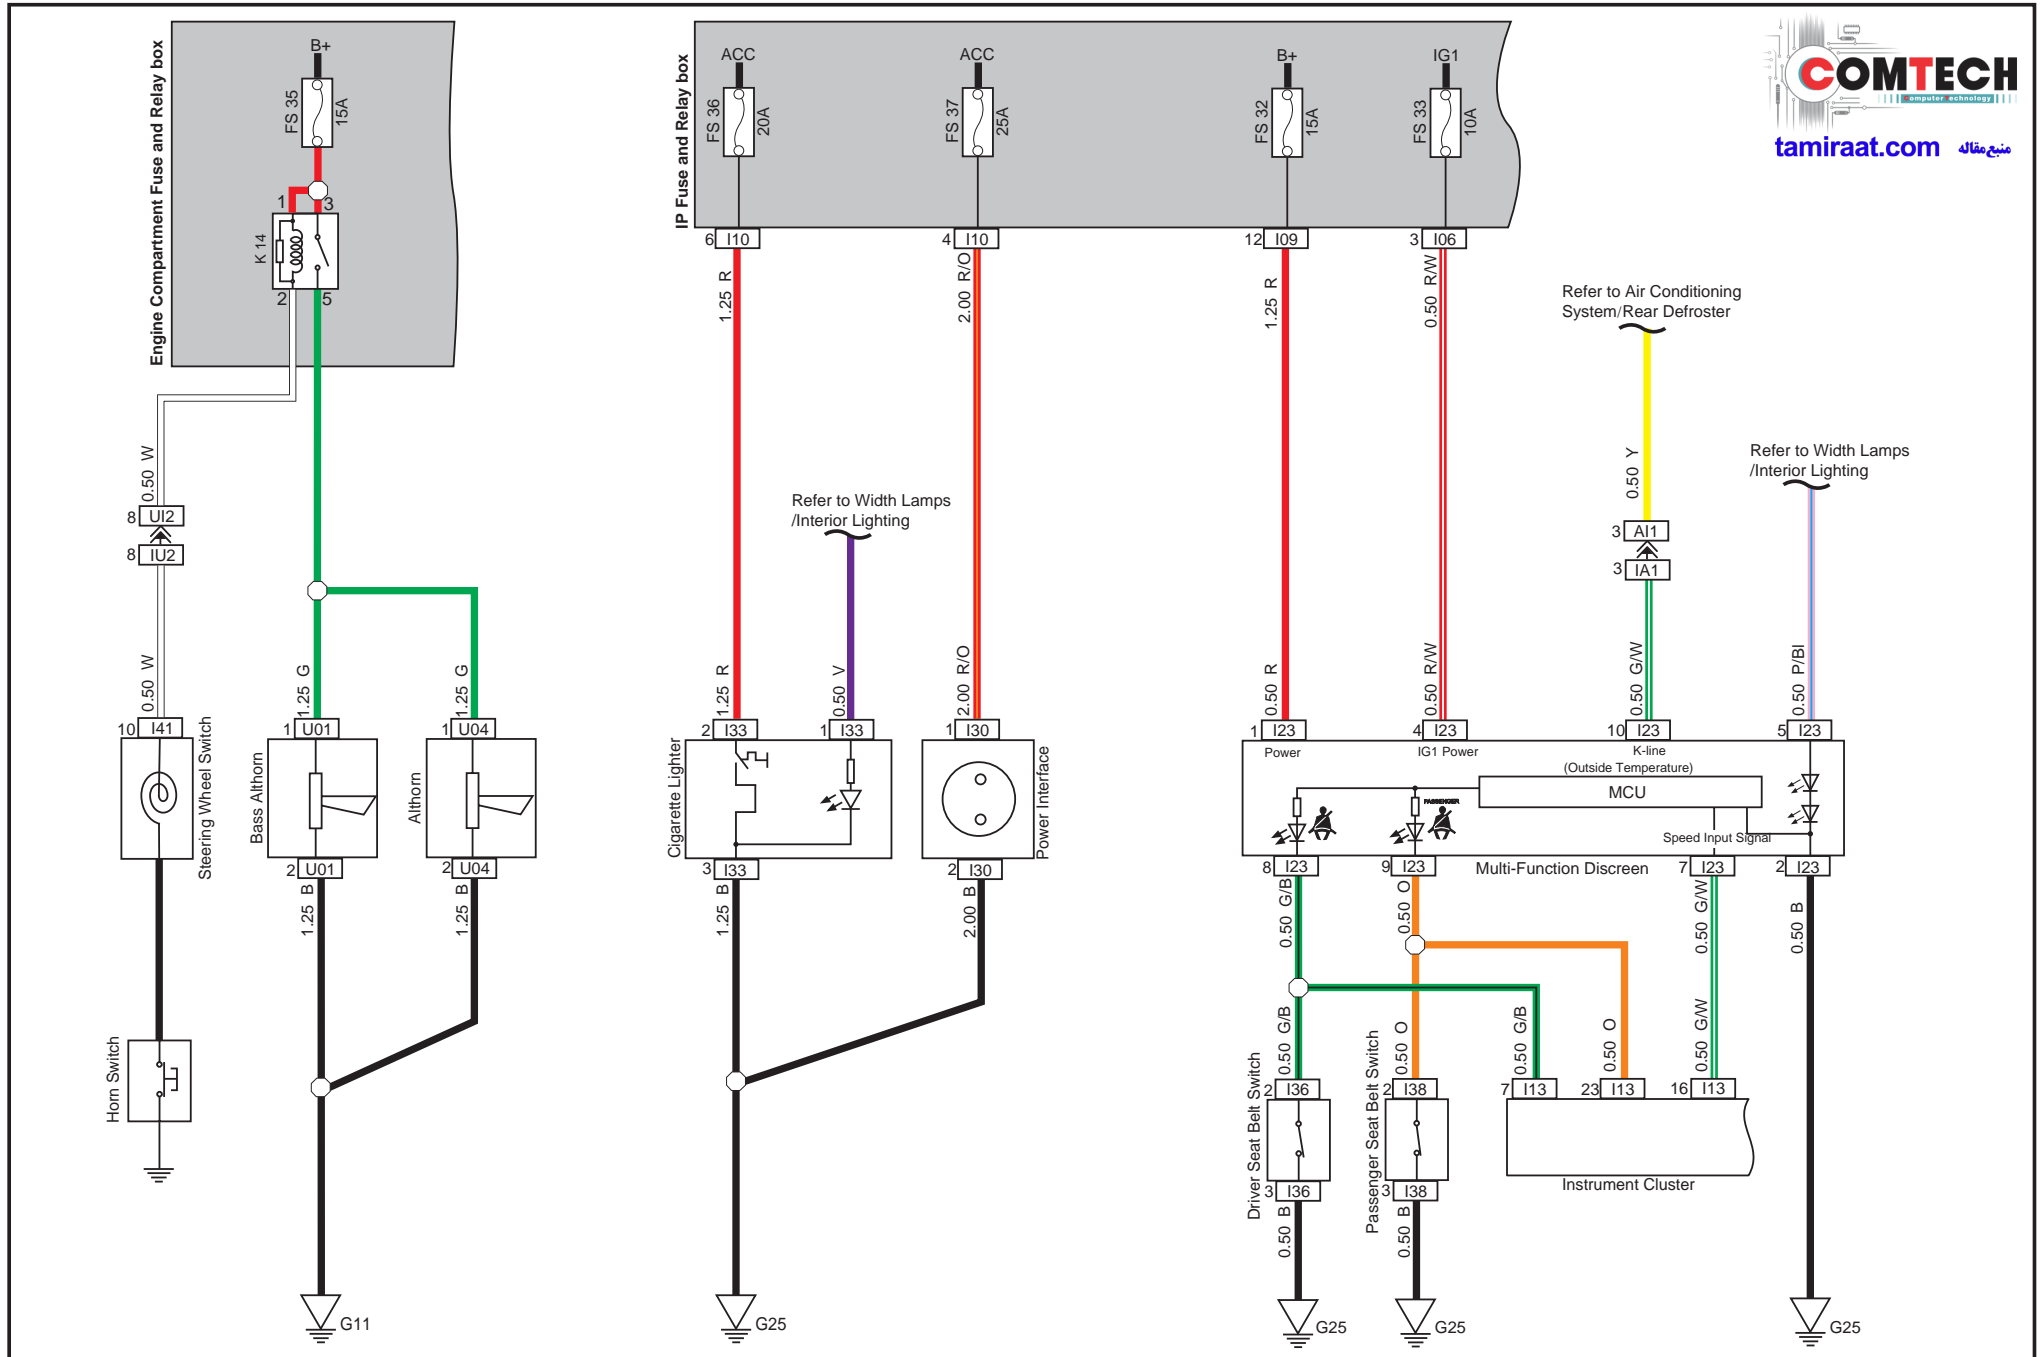 Engine Compartment Fuse and Relay box
B+
FS 35
15A
1
3
K 14
2
5
0.50 W
8 UI2
8 IU2
0.50 W
10 I41
Steering Wheel Switch
Horn Switch
1.25 G
1 U01
Bass Althorn
2 U01
1.25 B
1.25 G
1 U04
Althorn
2 U04
1.25 B
G11
IP Fuse and Relay box
ACC
FS 36
20A
ACC
FS 37
25A
B+
FS 32
15A
IG1
FS 33
10A
6 I10
4 I10
12 I09
3 I06
1.25 R
2.00 R/O
1.25 R
0.50 R/W
Refer to Width Lamps
/Interior Lighting
1.25 R
0.50 V
2.00 R/O
2 I33
1 I33
1 I30
Cigarette Lighter
Power Interface
3 I33
2 I30
1.25 B
2.00 B
G25
Refer to Air Conditioning
System/Rear Defroster
0.50 Y
3 AI1
3 IA1
Refer to Width Lamps
/Interior Lighting
0.50 R
0.50 R/W
0.50 G/W
0.50 P/Bl
1 I23
4 I23
10 I23
5 I23
Power
IG1 Power
K-line
(Outside Temperature)
MCU
PASSENGER
Speed Input Signal
8 I23
9 I23
Multi-Function Discreen
7 I23
2 I23
0.50 G/B
0.50 O
0.50 G/W
0.50 B
0.50 G/B
0.50 O
0.50 G/B
0.50 O
0.50 G/W
2 I36
2 I38
7 I13
23 I13
16 I13
Driver Seat Belt Switch
Passenger Seat Belt Switch
Instrument Cluster
3 I36
3 I38
0.50 B
0.50 B
G25
G25
G25
COMTECH
Computer Technology
tamiraat.com منبع مقاله